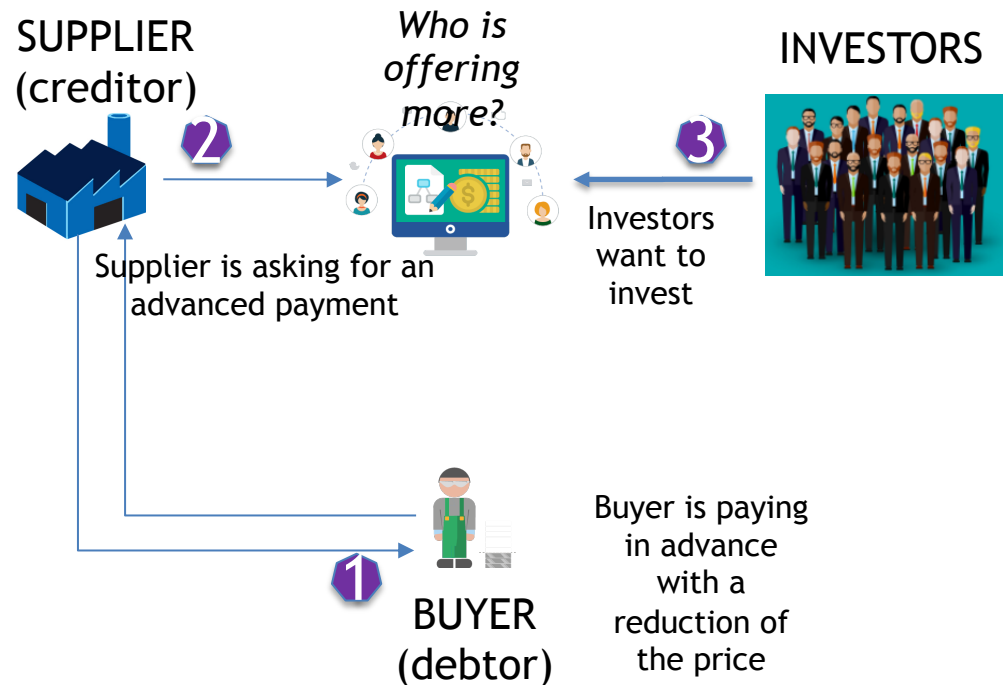 SUPPLIER
(creditor)
Who is
offering
more?
INVESTORS
2
3
$
Supplier is asking for an
advanced payment
Investors
want to
invest
1
BUYER
(debtor)
Buyer is paying
in advance
with a
reduction of
the price